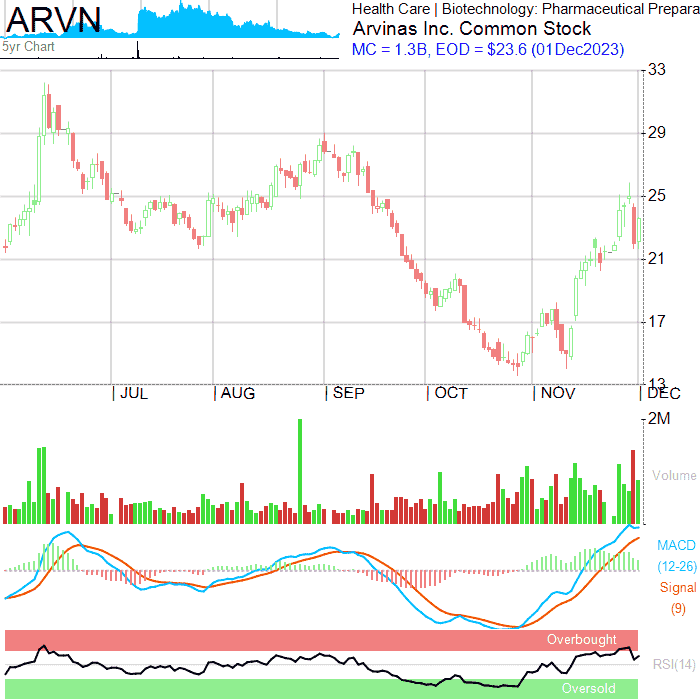 ARVN
5yr Chart
Health Care | Biotechnology: Pharmaceutical Prepara
Arvinas Inc. Common Stock
MC = 1.3B, EOD = $23.6 (01Dec2023)
33
29
25
21
17
13
JUL
AUG
SEP
OCT
NOV
DEC
2M
Volume
MACD
(12-26)
Signal
(9)
Overbought
RSI(14)
Oversold